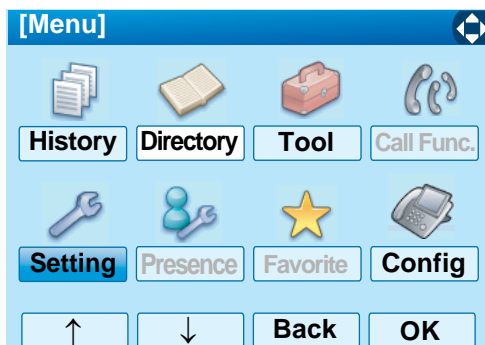 [Menu]
History Directory Tool Call Func.
Setting Presence Favorite Config
↑ ↓ Back OK